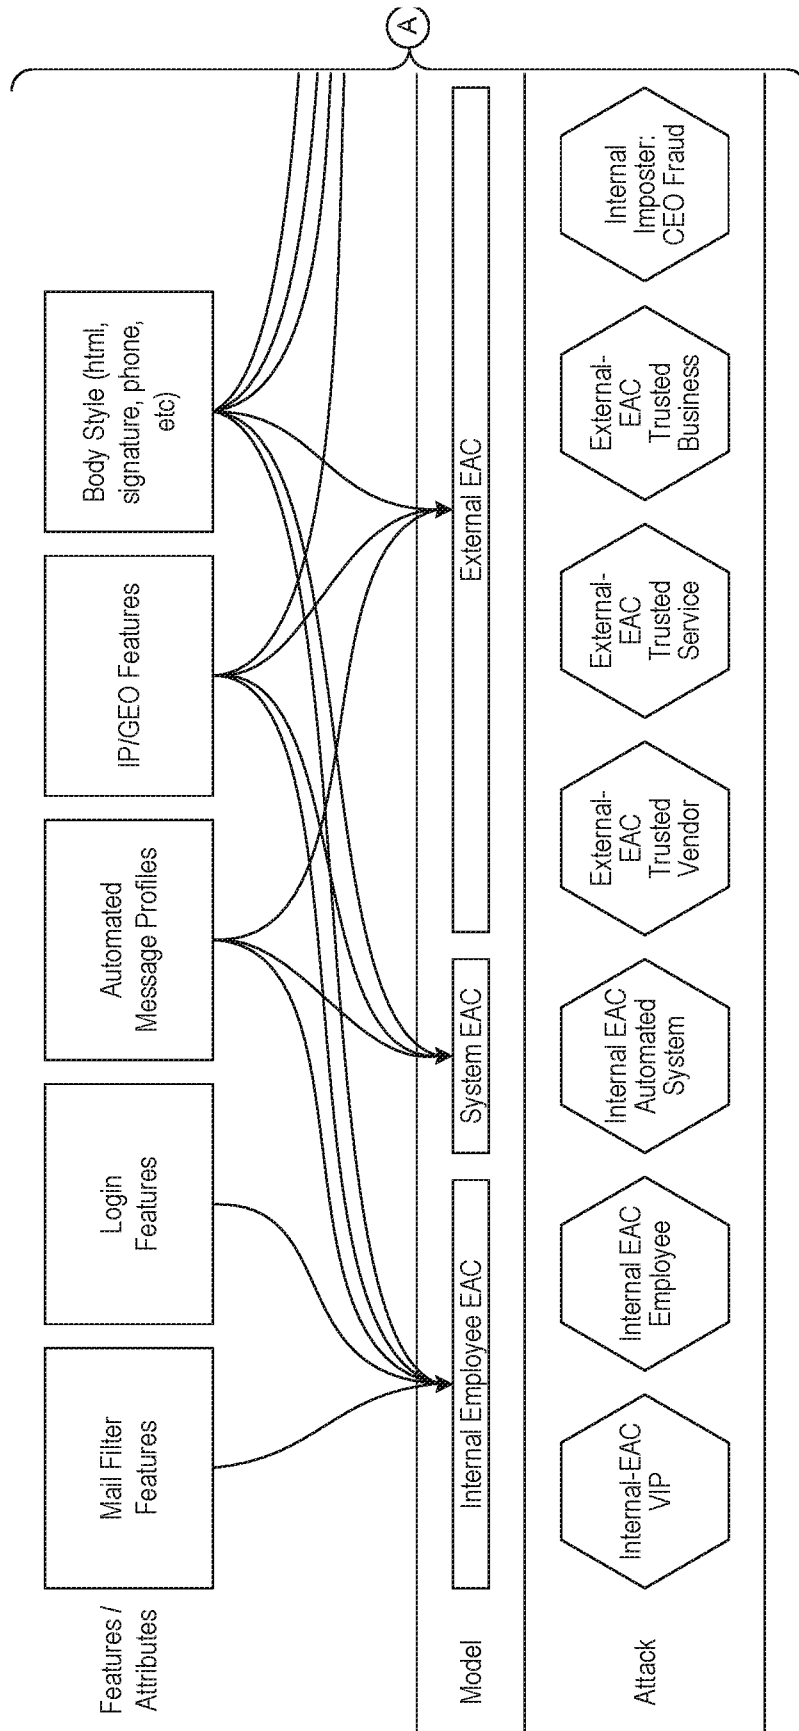 Features /
Attributes
Mail Filter
Features
Login
Features
Automated
Message Profiles
IP/GEO Features
Body Style (html,
signature, phone,
etc)
A
Model
Internal Employee EAC
System EAC
External EAC
Attack
Internal-EAC
VIP
Internal EAC
Employee
Internal EAC
Automated
System
External-
EAC
Trusted
Vendor
External-
EAC
Trusted
Service
External-
EAC
Trusted
Business
Internal
Imposter:
CEO Fraud